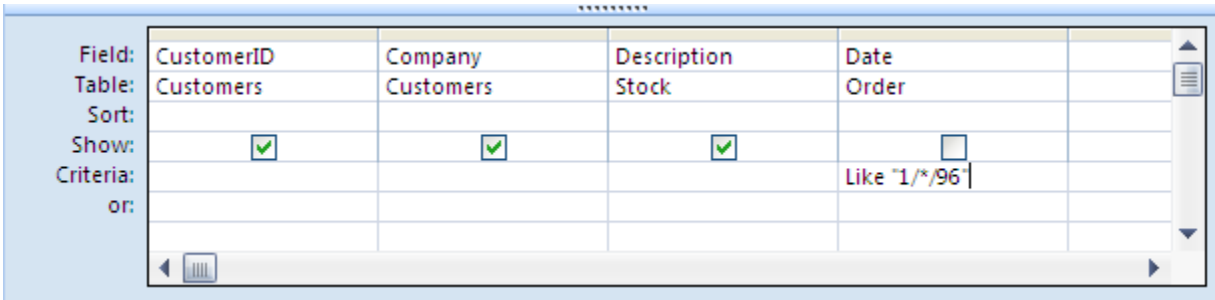 Field: CustomerID Company Description Date
Table: Customers Customers Stock Order
Sort:
Show:
Criteria: Like "1/*/96"
or: